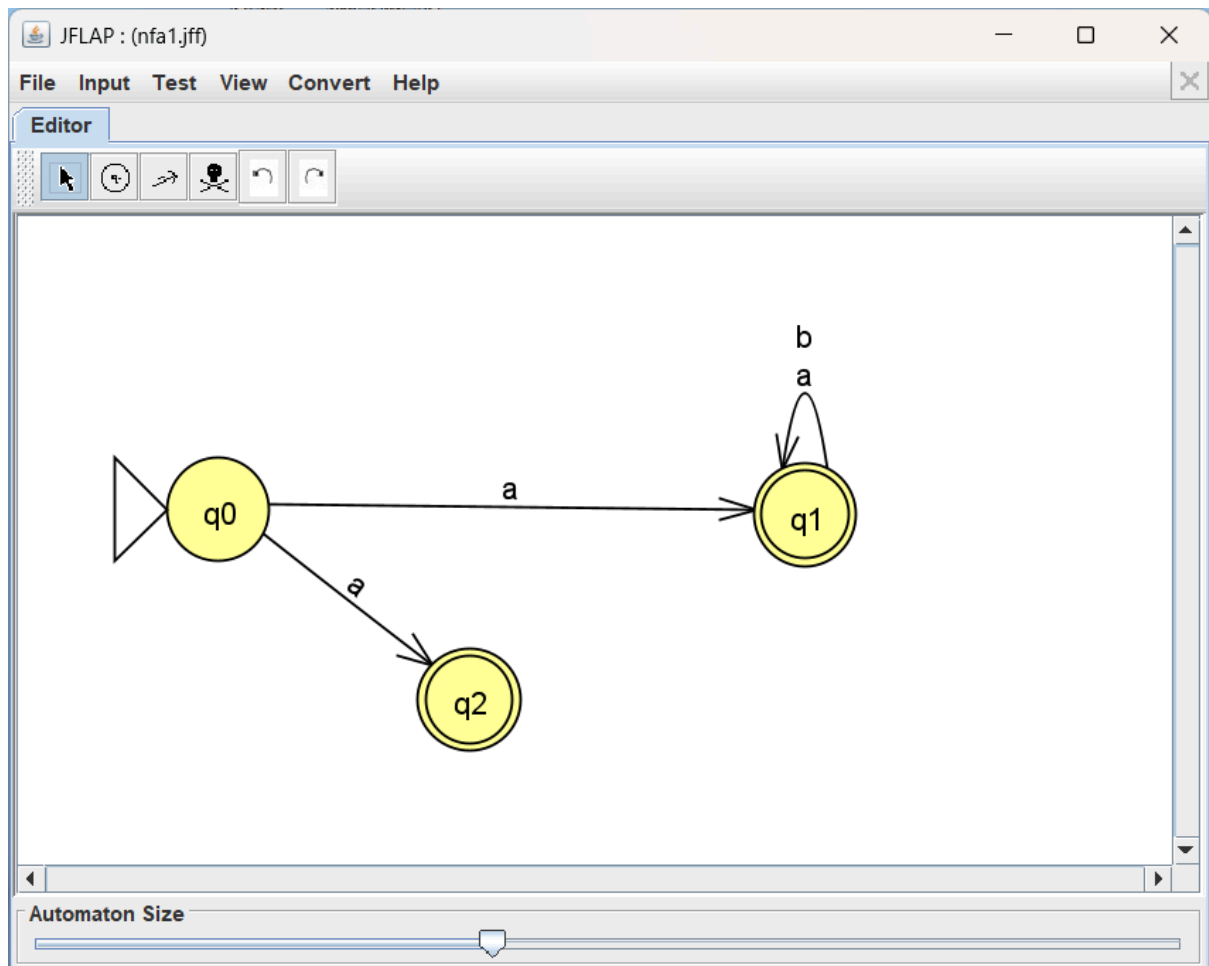 JFLAP : (nfa1.jff)
File Input Test View Convert Help
Editor
b
a
a
q0
q1
a
q2
Automaton Size